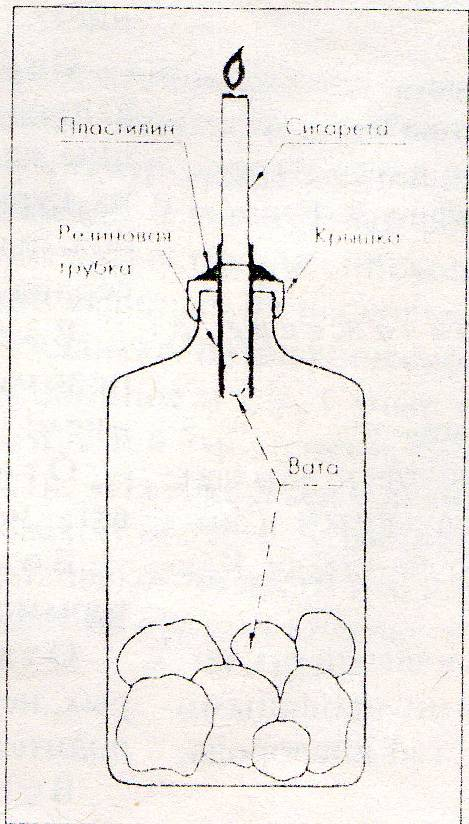 Пластилин
Сигарета
Резиновая
трубка
Крышка
Вата